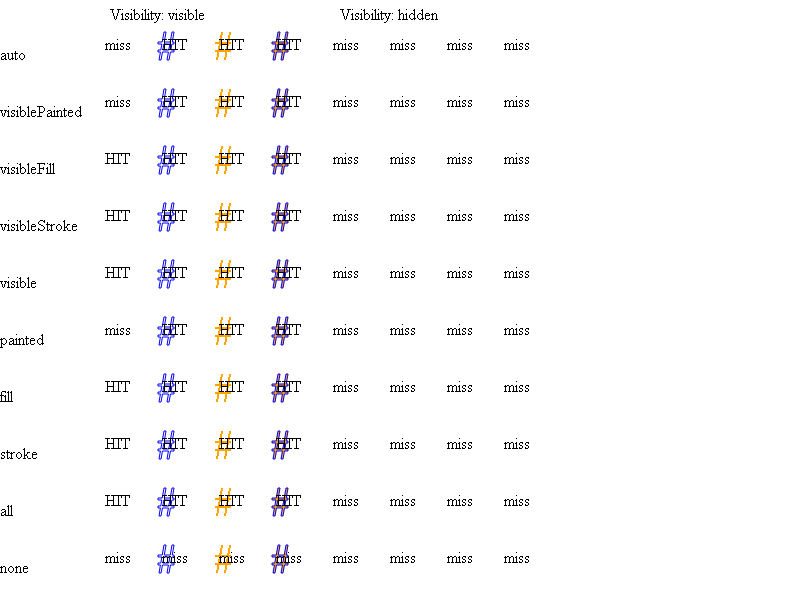 Visibility: visible Visibility: hidden
auto miss # HIT # HIT # HIT miss miss miss miss
visiblePainted miss # HIT # HIT # HIT miss miss miss miss
visibleFill HIT # HIT # HIT # HIT miss miss miss miss
visibleStroke HIT # HIT # HIT # HIT miss miss miss miss
visible HIT # HIT # HIT # HIT miss miss miss miss
painted miss # HIT # HIT # HIT miss miss miss miss
fill HIT # HIT # HIT # HIT miss miss miss miss
stroke HIT # HIT # HIT # HIT miss miss miss miss
all HIT # HIT # HIT # HIT miss miss miss miss
none miss # miss # miss # miss miss miss miss miss